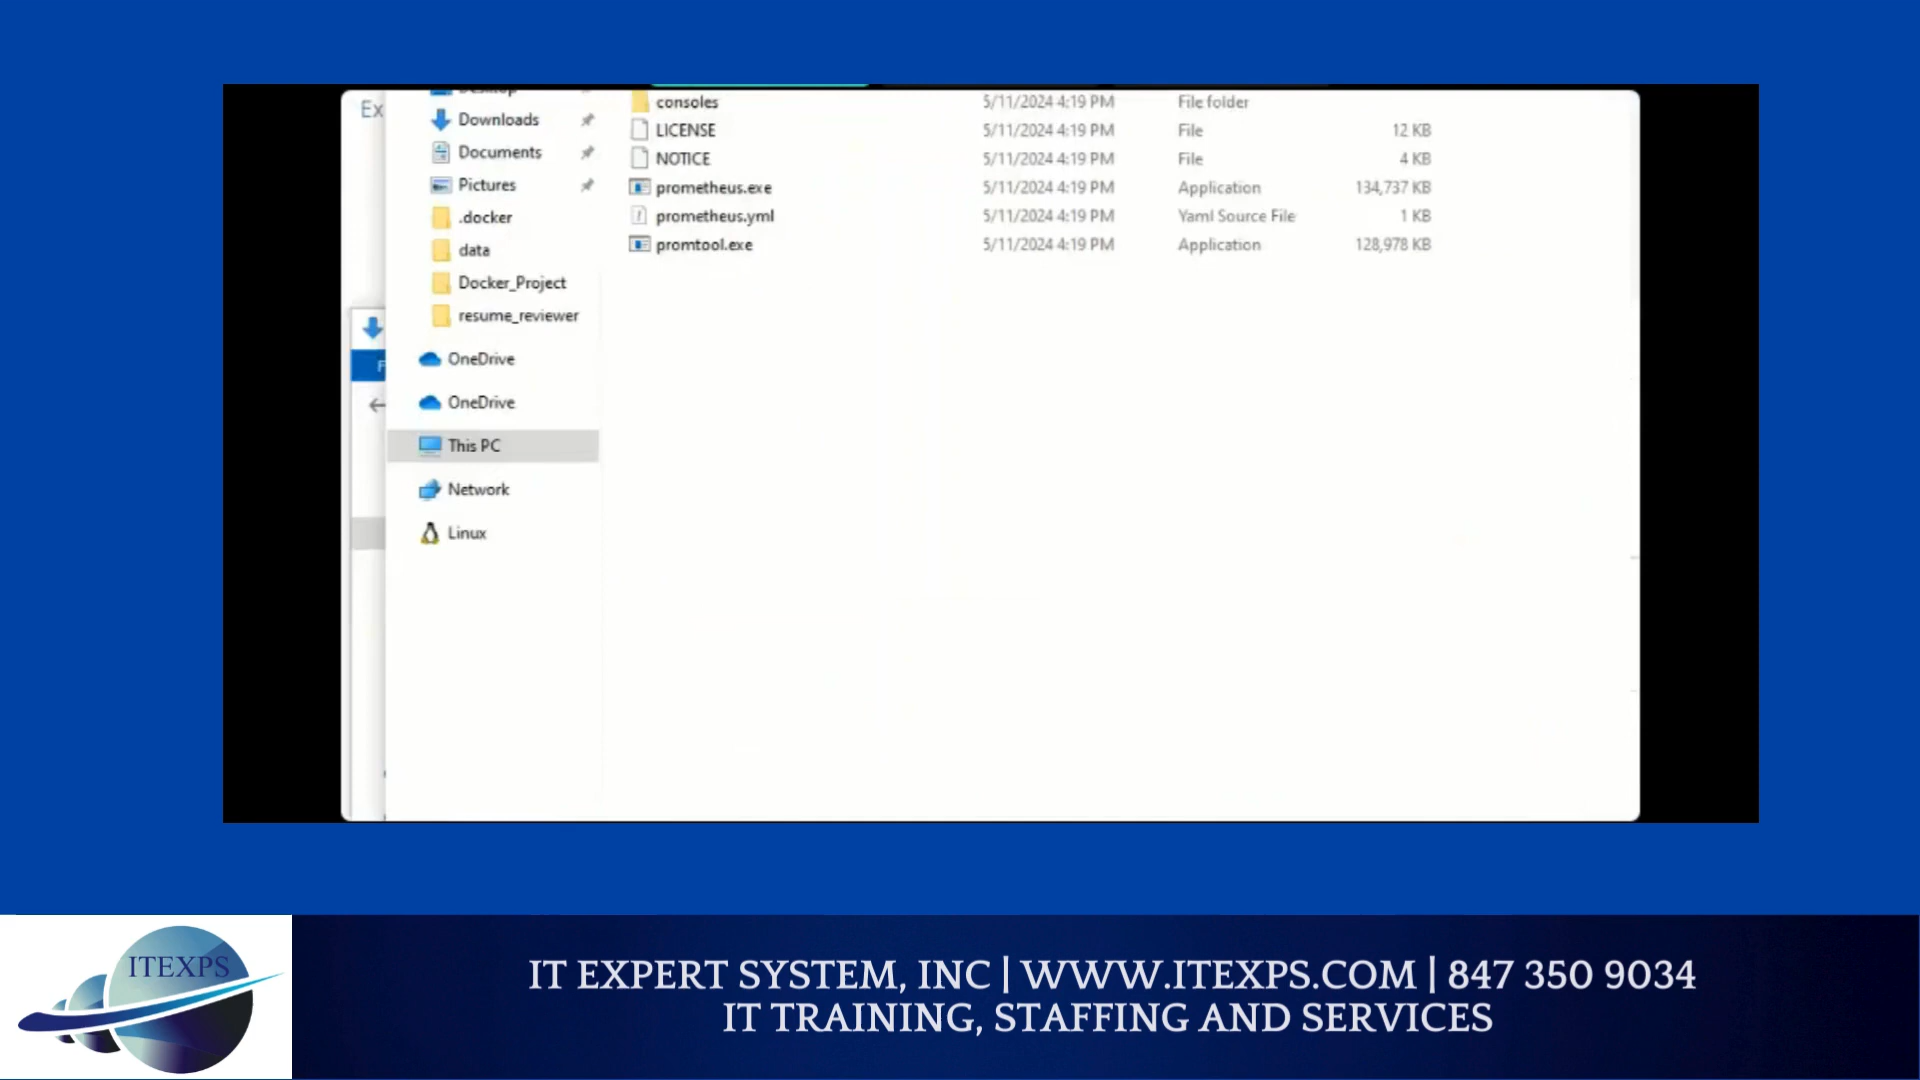 Ex
Desktop
Downloads
Documents
Pictures
.docker
data
Docker_Project
resume_reviewer
OneDrive
OneDrive
This PC
Network
Linux
F
consoles 5/11/2024 4:19 PM File folder
LICENSE 5/11/2024 4:19 PM File 12 KB
NOTICE 5/11/2024 4:19 PM File 4 KB
prometheus.exe 5/11/2024 4:19 PM Application 134,737 KB
prometheus.yml 5/11/2024 4:19 PM Yaml Source File 1 KB
promtool.exe 5/11/2024 4:19 PM Application 128,978 KB
ITEXPS
IT EXPERT SYSTEM, INC | WWW.ITEXPS.COM | 847 350 9034
IT TRAINING, STAFFING AND SERVICES